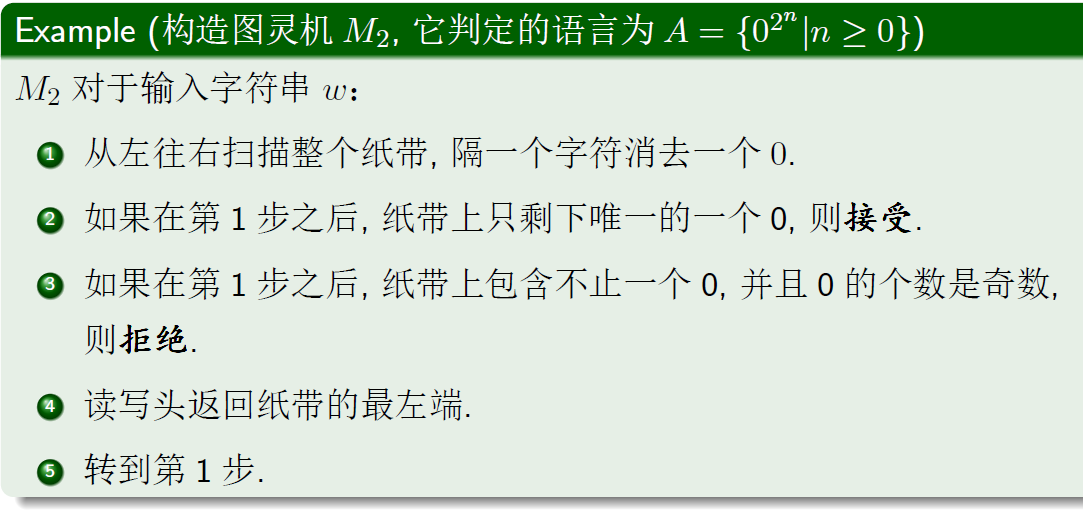 Example (构造图灵机 $M_2$, 它判定的语言为 $A = \{0^{2^n} | n \geq 0\}$)
$M_2$ 对于输入字符串 $w$：
1 从左往右扫描整个纸带, 隔一个字符消去一个 0.
2 如果在第 1 步之后, 纸带上只剩下唯一的一个 0, 则接受.
3 如果在第 1 步之后, 纸带上包含不止一个 0, 并且 0 的个数是奇数,
则拒绝.
4 读写头返回纸带的最左端.
5 转到第 1 步.